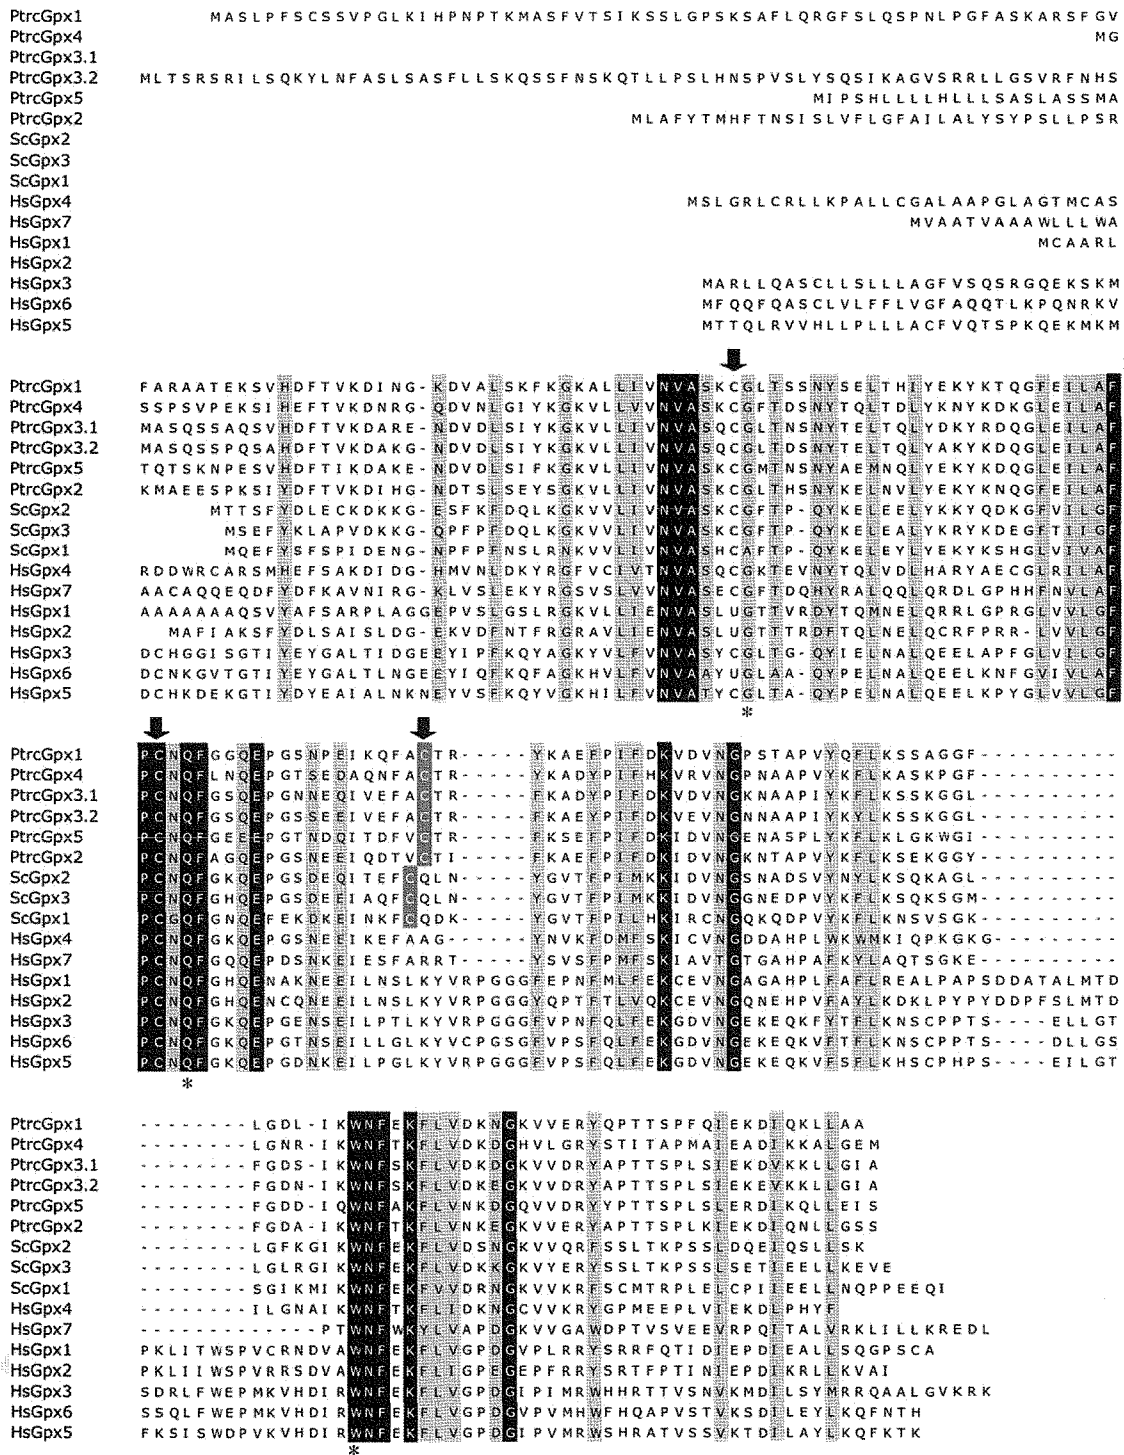 PtrcGpx1 MASLPFSCSSVPGLKIHPNPTKMASFVTSIKSSLGPSKSAFLQRGFSLQSPNLPGFASKARSFGV
PtrcGpx4 MG
PtrcGpx3.1
PtrcGpx3.2 MLTSRSRILSQKYLNFASLSASFLLSKQSSFNSKQTLLPSLHNSPVSLYSQSIKAGVSRRLLGSVRFNHS
PtrcGpx5 MIPSHLLLLHLLLSASLASSMA
PtrcGpx2 MLAFYTMHFTNSISLVFLGFAILALYSYPSLLPSR
ScGpx2
ScGpx3
ScGpx1
HsGpx4 MSLGRLCRLLKPALLCGALAAPGLAGTMCAS
HsGpx7 MVAATVAAAWLLLWA
HsGpx1 MCAARL
HsGpx2
HsGpx3 MARLLQASCLLSLLLAGFVSQSRGQEKSKM
HsGpx6 MFQQFQASCLVLFFLVGFAQQTLKPQNRKV
HsGpx5 MTTQLRVVHLLPLLLACFVQTSPKQEKMKM
PtrcGpx1 FARAATEKSVHDFTVKDING-KDVALSKFKGKALLIVNVASKCGLTSSNYSELTHIYEKYKTQGFEILAF
PtrcGpx4 SSPSVPEKSIHEFTVKDNRG-QDVNLGIYKGKVLLVVNVASKCGFTDSNYTQLTDLYKNYKDKGLEILAF
PtrcGpx3.1 MASQSSAQSVHDFTVKDARE-NDVDLSIYKGKVLLIVNVASQCGLTNSNYTELTQLYDKYRDQGLEILAF
PtrcGpx3.2 MASQSSPQSAHDFTVKDAKG-NDVDLSIYKGKVLLIVNVASQCGLTDSNYTELTQLYAKYKDQGLEILAF
PtrcGpx5 TQTSKNPESVHDFTIKDAKE-NDVDLSIFKGKVLLIVNVASKCGMTNSNYAEMNQLYEKYKDQGLEILAF
PtrcGpx2 KMAEESPKSIYDFTVKDIHG-NDTSLSEYSGKVLLIVNVASKCGLTHSNYKELNVLYEKYKNQGFEILAF
ScGpx2 MTTSFYDLECKDKKG-ESFKFDQLKGKVVLIVNVASKCGFTP-QYKELEELYKKYQDKGFVILGF
ScGpx3 MSEFYKLAPVDKKG-QPFPFDQLKGKVVLIVNVASKCGFTP-QYKELEALYKRYKDEGFTIIGF
ScGpx1 MQEFYSFSPIDENG-NPFPFNSLRNKVVLIVNVASHCAFTP-QYKELEYLYEKYKSHGLVIVAF
HsGpx4 RDDWRCARSMHEFSAKDIDG-HMVNLDKYRGFVCIVTNVASQCGKTEVNYTQLVDLHARYAECGLRILAF
HsGpx7 AACAQQEQDFYDFKAVNIRG-KLVSLEKYRGSVSLVVNVASECGFTDQHYRALQQLQRDLGPHHFNVLAF
HsGpx1 AAAAAAAQSVYAFSARPLAGGEPVSLGSLRGKVLLIENVASLUGTTVRDYTQMNELQRRLGPRGLVVLGF
HsGpx2 MAFIAKSFYDLSAISLDG-EKVDFNTFRGRAVLIENVASLUGTTTRDFTQLNELQCRFPRR-LVVLGF
HsGpx3 DCHGGISGTIYEYGALTIDGEEYIPFKQYAGKYVLFVNVASYCGLTG-QYIELNALQEELAPFGLVILGF
HsGpx6 DCNKGVTGTIYEYGALTLNGEEYIQFKQFAGKHVLFVNVAAYUGLAA-QYPELNALQEELKNFGVIVLAF
HsGpx5 DCHKDEKGTIYDYEAIALNKNEYVSFKQYVGKHILFVNVATYCGLTA-QYPELNALQEELKPYGLVVLGF
*
PtrcGpx1 PCNQFGGQEPGSNPEIKQFACTR-----YKAEFPIFDKVDVNGPSTAPVYQFLKSSAGGF----------
PtrcGpx4 PCNQFLNQEPGTSEDAQNFACTR-----YKADYPIFHKVRVNGPNAAPVYKFLKASKPGF----------
PtrcGpx3.1 PCNQFGSQEPGNNEQIVEFACTR-----FKADYPIFDKVDVNGKNAAPIYKFLKSSKGGL----------
PtrcGpx3.2 PCNQFGSQEPGSSEEIVEFACTR-----FKAEYPIFDKVEVNGNNAAPIYKYLKSSKGGL----------
PtrcGpx5 PCNQFGEEEPGTNDQITDFVCTR-----FKSEFPIFDKIDVNGENASPLYKFLKLGKWGI----------
PtrcGpx2 PCNQFAGQEPGSNEEIQDTVCTI-----FKAEFPIFDKIDVNGKNTAPVYKFLKSEKGGY----------
ScGpx2 PCNQFGKQEPGSDEQITEFCQLN-----YGVTFPIMKKIDVNGSNADSVYNYLKSQKAGL----------
ScGpx3 PCNQFGHQEPGSDEEIAQFCQLN-----YGVTFPIMKKIDVNGGNEDPVYKFLKSQKSGM----------
ScGpx1 PCGQFGNQEFEKDKEINKFCQDK-----YGVTFPILHKIRCNGQKQDPVYKFLKNSVSGK----------
HsGpx4 PCNQFGKQEPGSNEEIKEFAAG------YNVKFDMFSKICVNGDDAHPLWKWMKIQPKGKG---------
HsGpx7 PCNQFGQQEPDSNKEIESFARRT-----YSVSFPMFSKIAVTGTGAHPAFKYLAQTSGKE----------
HsGpx1 PCNQFGHQENAKNEEILNSLKYVRPGGGFEPNFMLFEKCEVNGAGAHPLFAFLREALPAPSDDATALMTD
HsGpx2 PCNQFGHQENCQNEEILNSLKYVRPGGGYQPTFTLVQKCEVNGQNEHPVFAYLKDKLPYPYDDPFSLMTD
HsGpx3 PCNQFGKQEPGENSEILPTLKYVRPGGGFVPNFQLFEKGDVNGEKEQKFYTFLKNSCPPTS----ELLGT
HsGpx6 PCNQFGKQEPGTNSEILLGLKYVCPGSGFVPSFQLFEKGDVNGEKEQKVFTFLKNSCPPTS----DLLGS
HsGpx5 PCNQFGKQEPGDNKEILPGLKYVRPGGGFVPSFQLFEKGDVNGEKEQKVFSFLKHSCPHPS----EILGT
*
PtrcGpx1 --------LGDL-IKWNFEKFLVDKNGKVVERYQPTTSPFQIEKDIQKLLAA
PtrcGpx4 --------LGNR-IKWNFTKFLVDKDGHVLGRYSTITAPMAIEADIKKALGEM
PtrcGpx3.1 --------FGDS-IKWNFSKFLVDKDGKVVDRYAPTTSPLSIEKDVKKLLGIA
PtrcGpx3.2 --------FGDN-IKWNFSKFLVDKEGKVVDRYAPTTSPLSIEKEVKKLLGIA
PtrcGpx5 --------FGDD-IQWNFAKFLVNKDGQVVDRYYPTTSPLSLERDIKQLLEIS
PtrcGpx2 --------FGDA-IKWNFTKFLVNKEGKVVERYAPTTSPLKIEKDIQNLLGSS
ScGpx2 --------LGFKGIKWNFEKFLVDSNGKVVQRFSSLTKPSSLDQEIQSLLSK
ScGpx3 --------LGLRGIKWNFEKFLVDKKGKVYERYSSLTKPSSLSETIEELLKEVE
ScGpx1 --------SGIKMIKWNFEKFFVVDRNGKVVKRFSCMTRPLELCPIIEELLNQPPEEQI
HsGpx4 --------ILGNAIKWNFTKFLIDKNGCVVKRYGPMEEPLVIEKDLPHYF
HsGpx7 -------------PTWNFWKYLVAPDGKVVGAWDPTVSVEEVRPQITALVRKLILLKREDL
HsGpx1 PKLITWSPVCRNDVAWNFEKFLVGPDGVPLRRYSRRFQTIDIEPDIEALLSQGPSCA
HsGpx2 PKLIIWSPVRRSDVAWNFEKFLIGPEGEPFRRYSRTFPTINIEPDIKRLLKVAI
HsGpx3 SDRLFWEPMKVHDIRWNFEKFLVGPDGIPIMRWHHRTTVSNVKMDILSYMRRQAALGVKRK
HsGpx6 SSQLFWEPMKVHDIRWNFEKFLVGPDGVPVMHWFHQAPVSTVKSDILEYLKQFNTH
HsGpx5 FKSISWDPVKVHDIRWNFEKFLVGPDGIPVMRWSHRATVSSVKTDILAYLKQFKTK
*